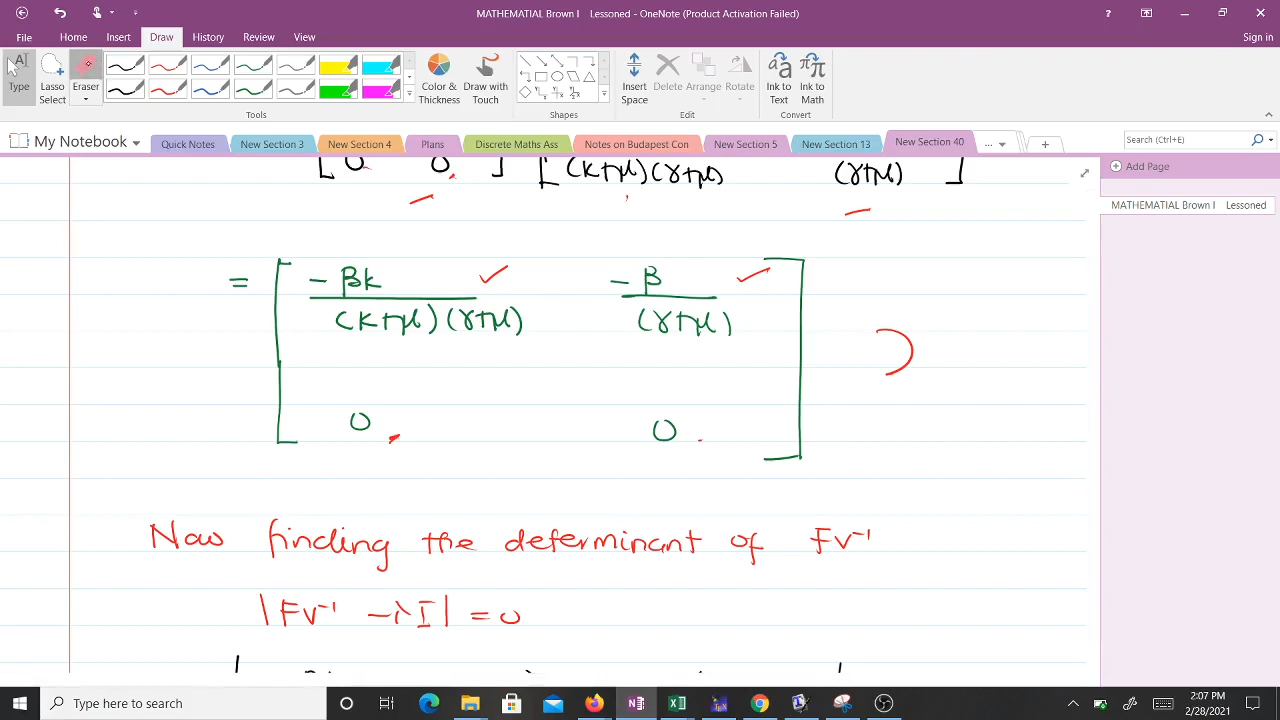 MATHEMATIAL Brown I Lessoned - OneNote (Product Activation Failed)
File Home Insert Draw History Review View
Sign in
Type
Lasso Select
Eraser
Color & Thickness
Draw with Touch
Insert Space
Delete Arrange Rotate
Ink to Text
Ink to Math
Tools Shapes Edit Convert
My Notebook Quick Notes New Section 3 New Section 4 Plans Discrete Maths Ass Notes on Budapest Con New Section 5 New Section 13 New Section 40 ...
Search (Ctrl+E)
Add Page
MATHEMATIAL Brown I Lessoned
[0 0] [(k+μ)(γ+μ) (γ+μ)]
= [ -βk -β
(k+μ)(γ+μ) (γ+μ)
0 0 ]
Now finding the determinant of FV⁻¹
|FV⁻¹ -λI| = 0
Type here to search
2:07 PM
2/28/2021